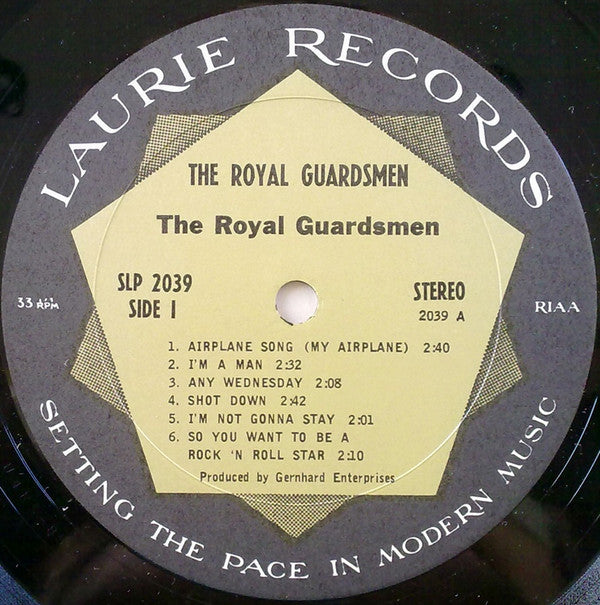 LAURIE RECORDS
THE ROYAL GUARDSMEN
The Royal Guardsmen
SLP 2039
SIDE 1
STEREO
2039 A
33 1/3 RPM
RIAA
1. AIRPLANE SONG (MY AIRPLANE) 2:40
2. I'M A MAN 2:32
3. ANY WEDNESDAY 2:08
4. SHOT DOWN 2:42
5. I'M NOT GONNA STAY 2:01
6. SO YOU WANT TO BE A
ROCK 'N ROLL STAR 2:10
Produced by Gernhard Enterprises
SETTING THE PACE IN MODERN MUSIC